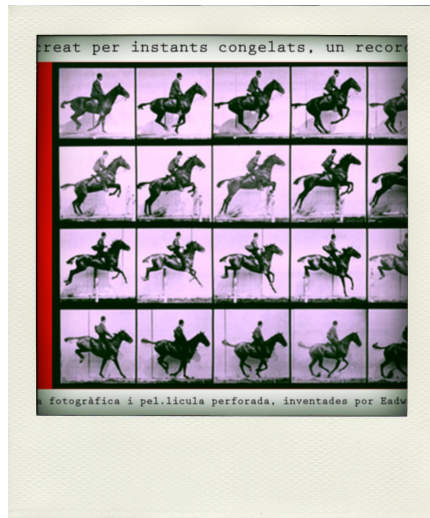 creat per instants congelats, un record
a fotogràfica i pel.licula perforada, inventades por Eadw